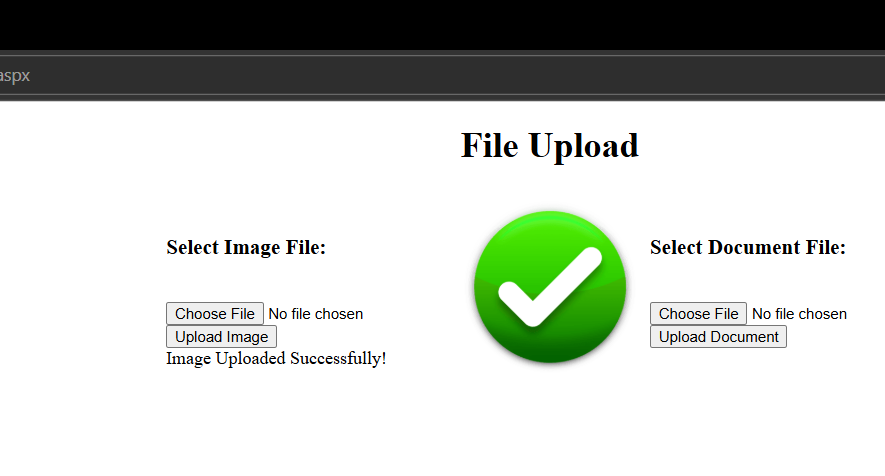 aspx
File Upload
Select Image File:
Choose File No file chosen
Upload Image
Image Uploaded Successfully!
Select Document File:
Choose File No file chosen
Upload Document